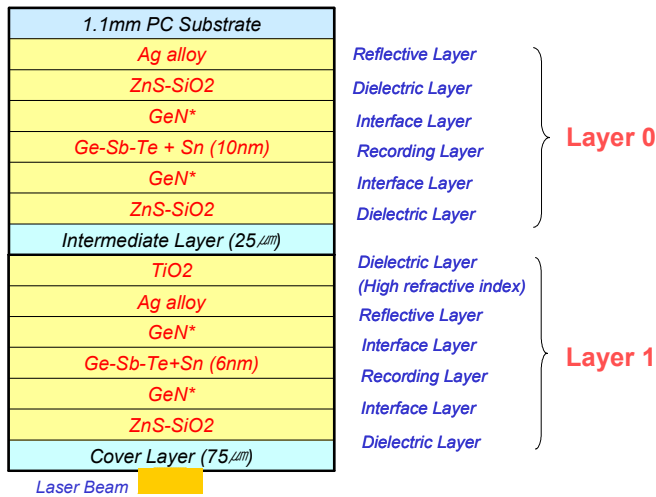 1.1mm PC Substrate
Ag alloy Reflective Layer
ZnS-SiO2 Dielectric Layer
GeN* Interface Layer
Ge-Sb-Te + Sn (10nm) Recording Layer
Layer 0
GeN* Interface Layer
ZnS-SiO2 Dielectric Layer
Intermediate Layer (25㎛)
TiO2 Dielectric Layer
(High refractive index)
Ag alloy Reflective Layer
GeN* Interface Layer
Ge-Sb-Te+Sn (6nm) Recording Layer
Layer 1
GeN* Interface Layer
ZnS-SiO2 Dielectric Layer
Cover Layer (75㎛)
Laser Beam